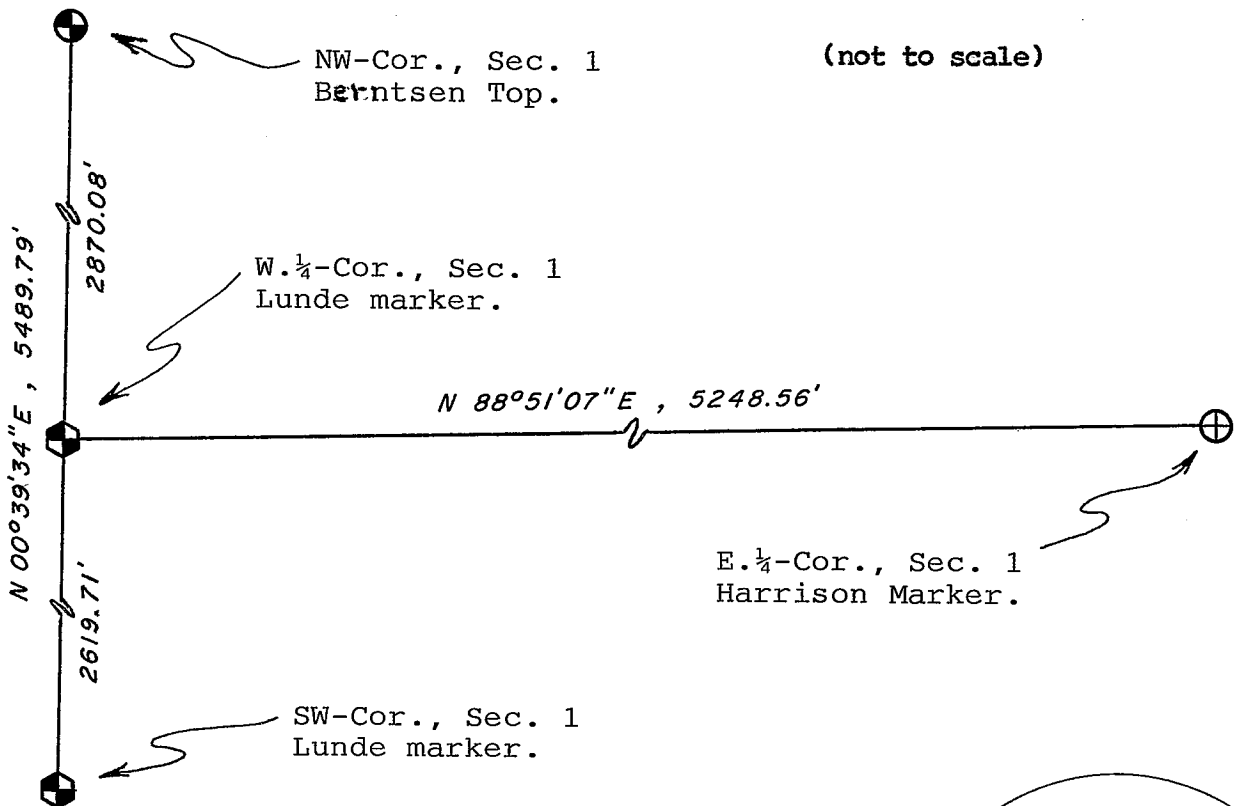 NW-Cor., Sec. 1
Berntsen Top.
(not to scale)
2870.08'
N 00°39'34"E , 5489.79'
W.¼-Cor., Sec. 1
Lunde marker.
N 88°51'07"E , 5248.56'
E.¼-Cor., Sec. 1
Harrison Marker.
2619.71'
SW-Cor., Sec. 1
Lunde marker.